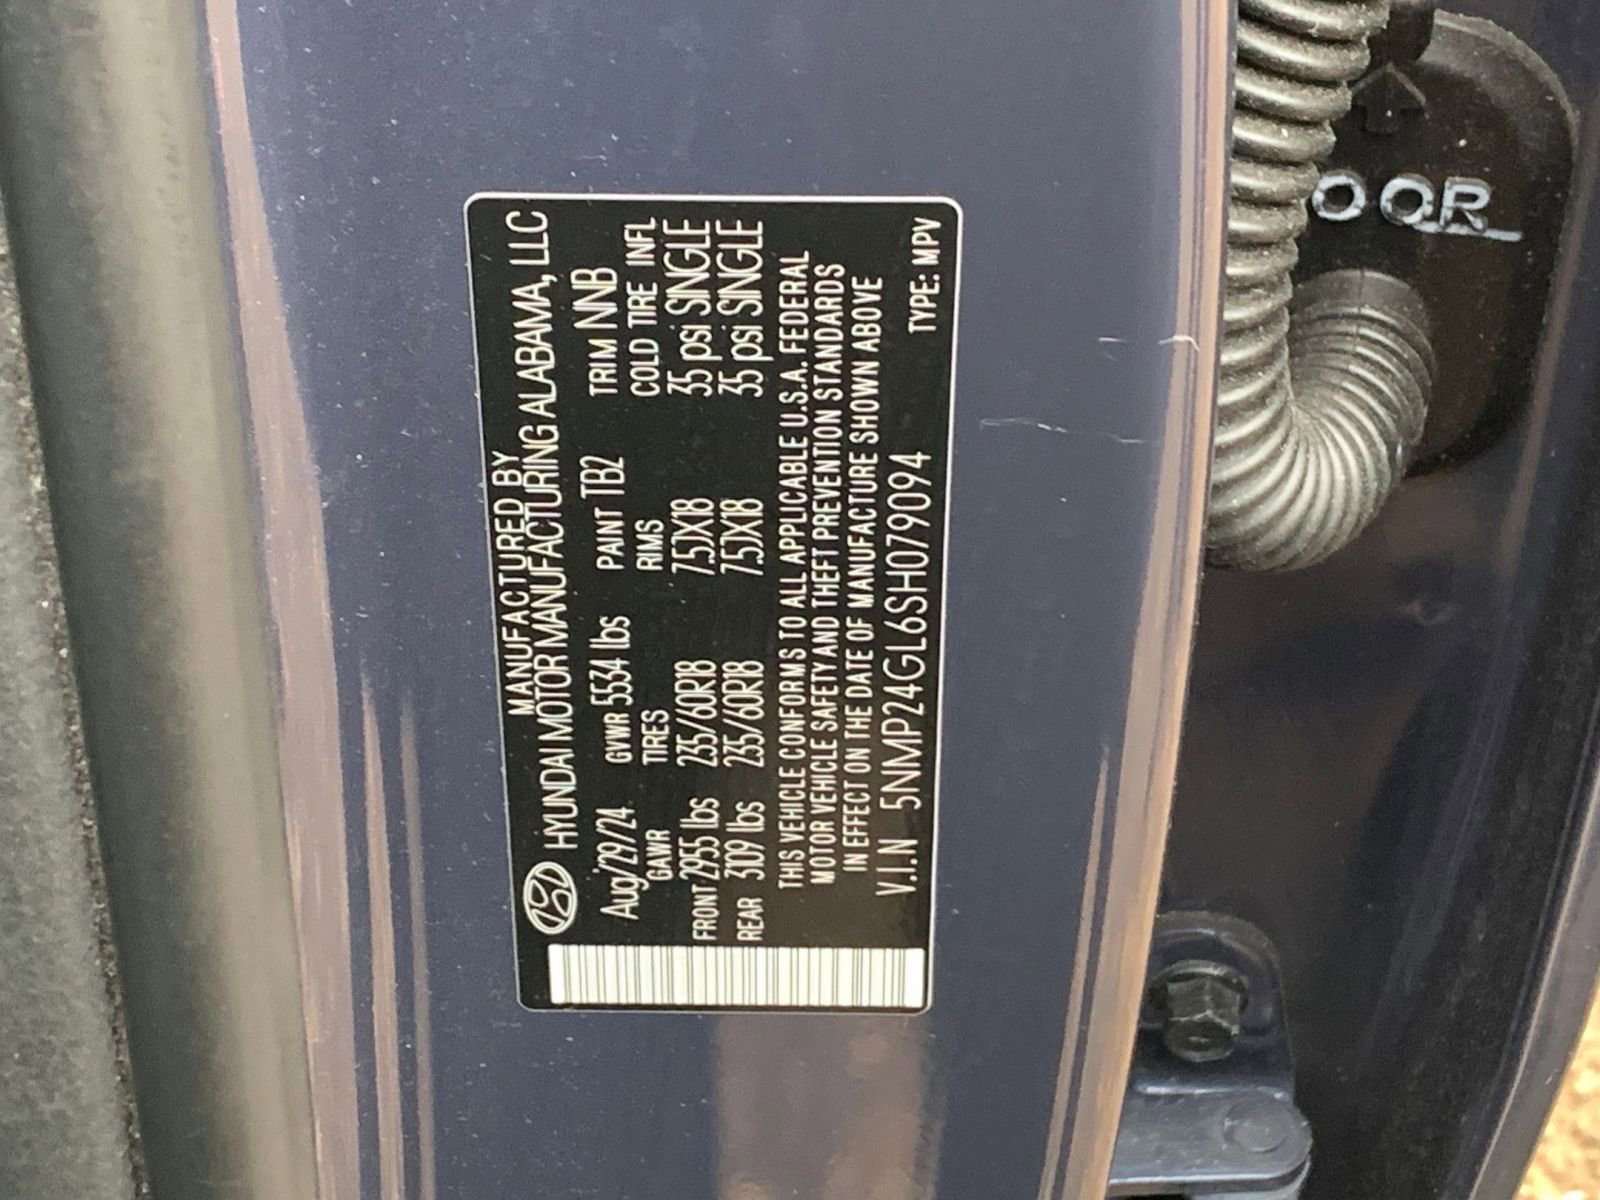 MANUFACTURED BY
HYUNDAI MOTOR MANUFACTURING ALABAMA, LLC
Aug/29/24 GVWR 5534 lbs PAINT TB2 TRIM NNB
GAWR TIRES RIMS COLD TIRE INFL
FRONT 2955 lbs 235/60R18 7.5JX18 35 psi SINGLE
REAR 3109 lbs 235/60R18 7.5JX18 35 psi SINGLE
THIS VEHICLE CONFORMS TO ALL APPLICABLE U.S.A. FEDERAL
MOTOR VEHICLE SAFETY AND THEFT PREVENTION STANDARDS
IN EFFECT ON THE DATE OF MANUFACTURE SHOWN ABOVE
V.I.N 5NMP24GL6SH079094 TYPE: MPV
OOR